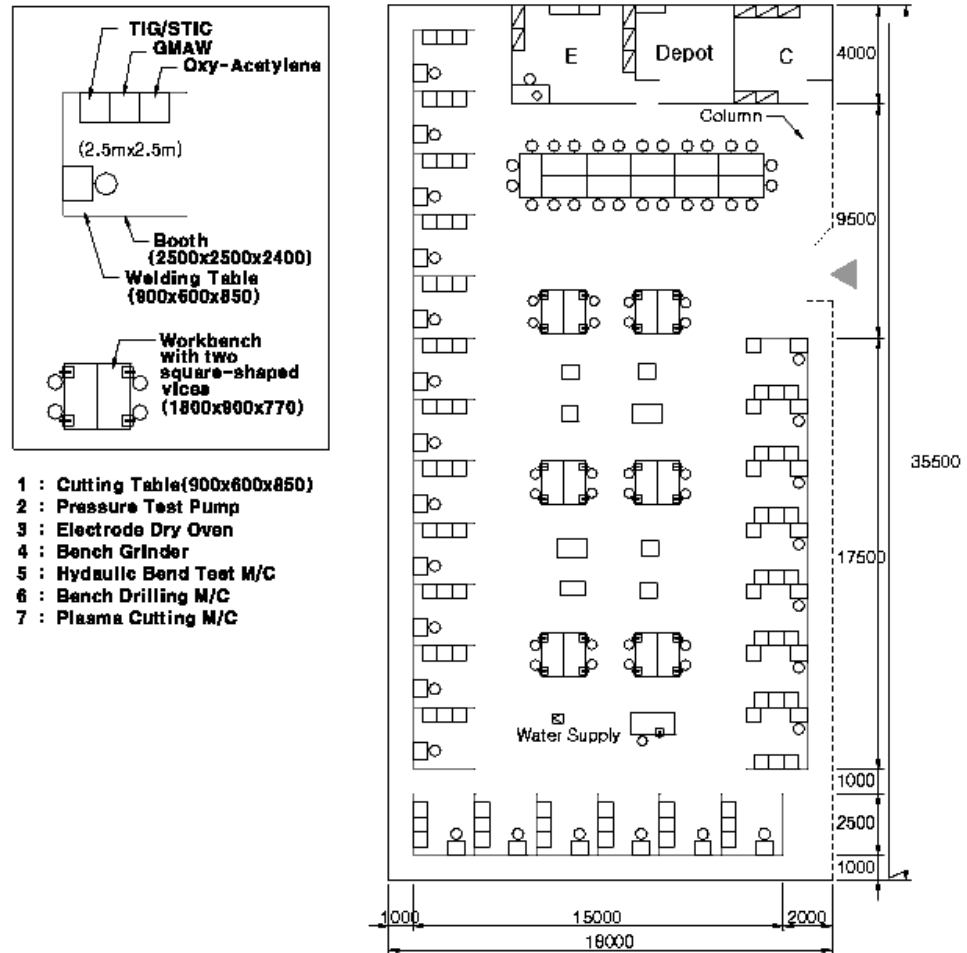 TIG/STIC
GMAW
Oxy-Acetylene
(2.5mx2.5m)
Booth
(2500x2500x2400)
Welding Table
(900x600x850)
Workbench
with two
square-shaped
vices
(1800x900x770)
1 : Cutting Table(900x600x850)
2 : Pressure Test Pump
3 : Electrode Dry Oven
4 : Bench Grinder
5 : Hydaulic Bend Test M/C
6 : Bench Drilling M/C
7 : Plasma Cutting M/C
E
Depot
C
Column
Water Supply
4000
9500
17500
35500
1000
2500
1000
1000
15000
2000
18000